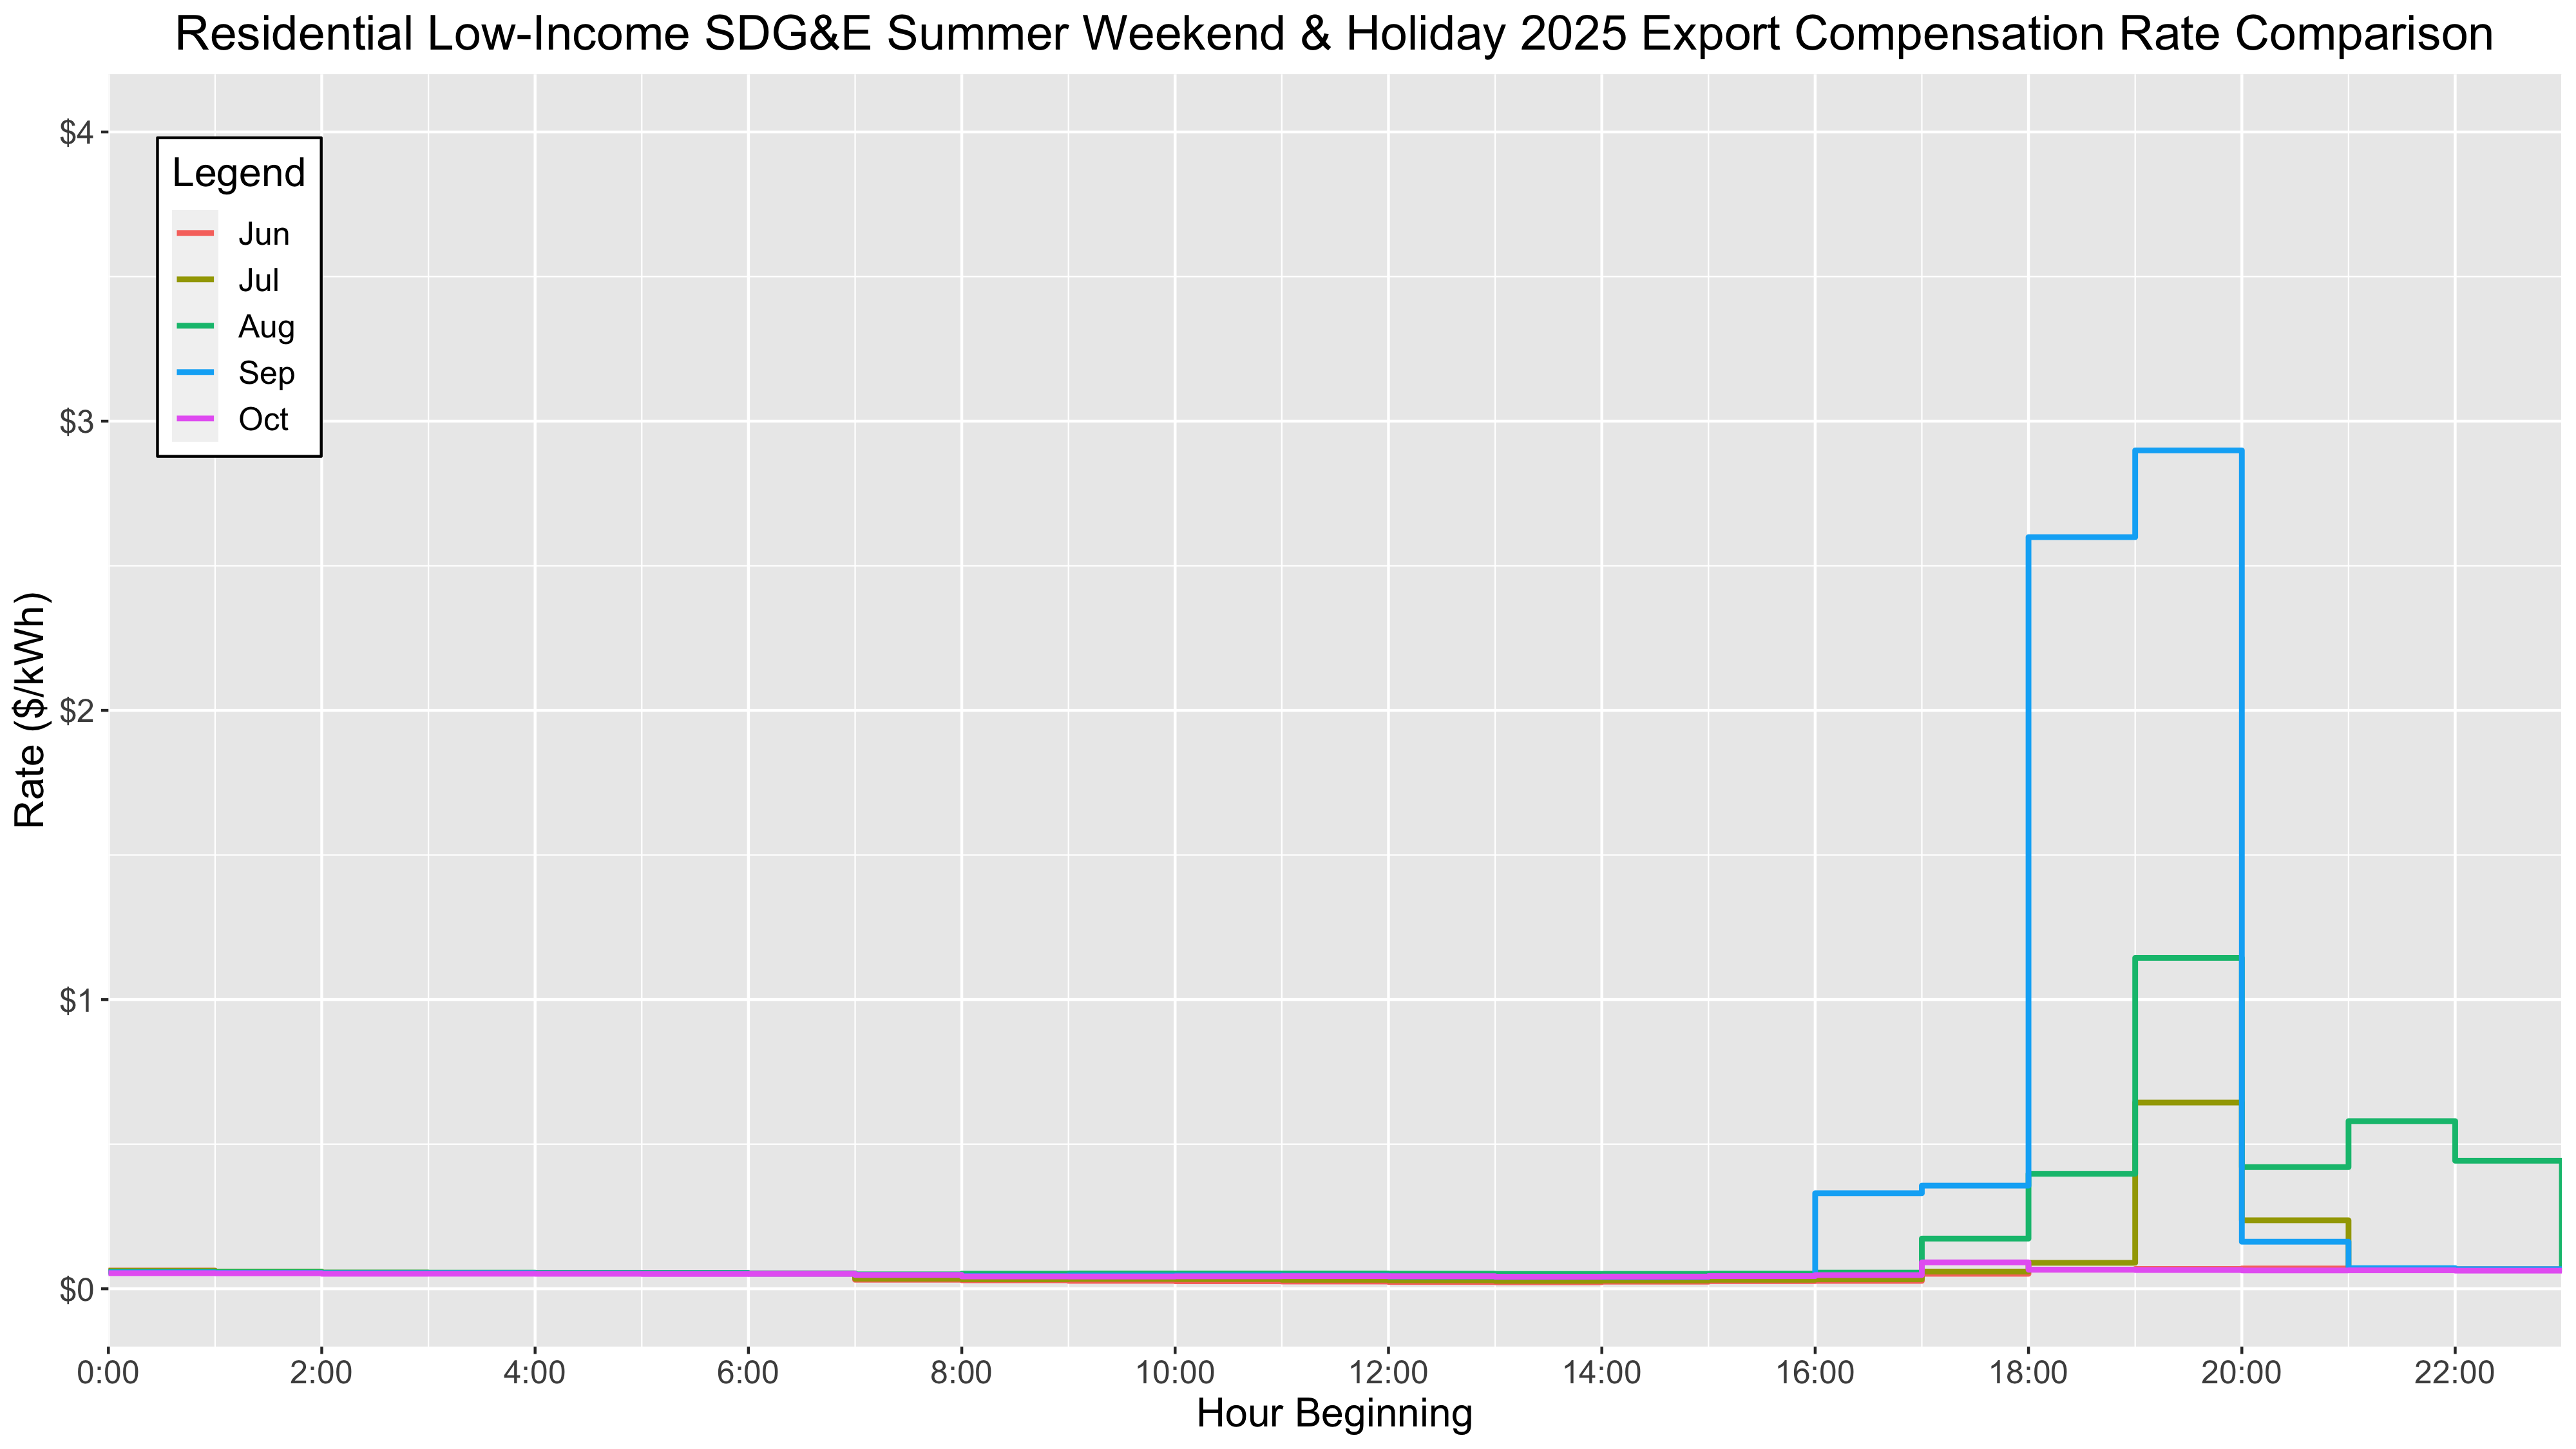 Residential Low-Income SDG&E Summer Weekend & Holiday 2025 Export Compensation Rate Comparison
$4
Legend
Jun
Jul
Aug
Sep
Oct
$3
$2
$1
$0
Rate ($/kWh)
0:00 2:00 4:00 6:00 8:00 10:00 12:00 14:00 16:00 18:00 20:00 22:00
Hour Beginning